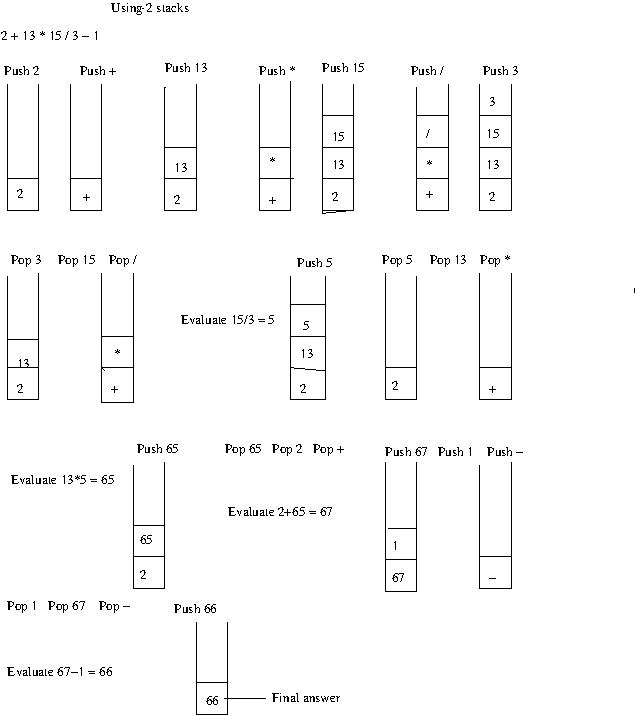 Using 2 stacks
2 + 13 * 15 / 3 − 1
Push 2 Push + Push 13 Push * Push 15 Push / Push 3
3
15 / 15
13 * 13 * 13
2 + 2 + 2 + 2
Pop 3 Pop 15 Pop / Push 5 Pop 5 Pop 13 Pop *
Evaluate 15/3 = 5 5
13 * 13
2 + 2 2 +
Push 65 Pop 65 Pop 2 Pop + Push 67 Push 1 Push −
Evaluate 13*5 = 65
Evaluate 2+65 = 67
65 1
2 67 −
Pop 1 Pop 67 Pop − Push 66
Evaluate 67−1 = 66
66 Final answer